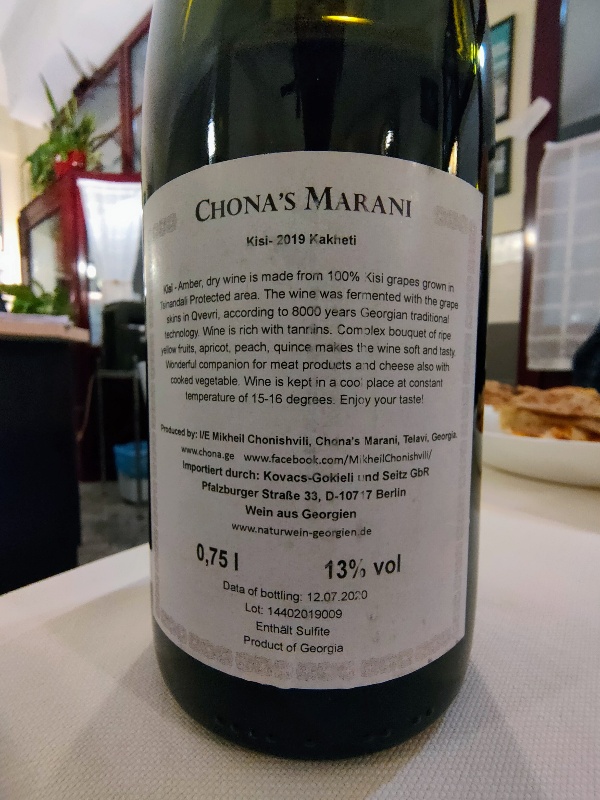 CHONA'S MARANI
Kisi- 2019 Kakheti
Kisi - Amber, dry wine is made from 100% Kisi grapes grown in
Tsinandali Protected area. The wine was fermented with the grape
skins in Qvevri, according to 8000 years Georgian traditional
technology. Wine is rich with tannins. Complex bouquet of ripe
yellow fruits, apricot, peach, quince makes the wine soft and tasty.
Wonderful companion for meat products and cheese also with
cooked vegetable. Wine is kept in a cool place at constant
temperature of 15-16 degrees. Enjoy your taste!
Produced by: I/E Mikheil Chonishvili, Chona's Marani, Telavi, Georgia.
www.chona.ge www.facebook.com/MikheilChonishvili/
Importiert durch: Kovacs-Gokieli und Seitz GbR
Pfalzburger Straße 33, D-10717 Berlin
Wein aus Georgien
www.naturwein-georgien.de
0,75 l 13% vol
Data of bottling: 12.07.2020
Lot: 14402019009
Enthält Sulfite
Product of Georgia